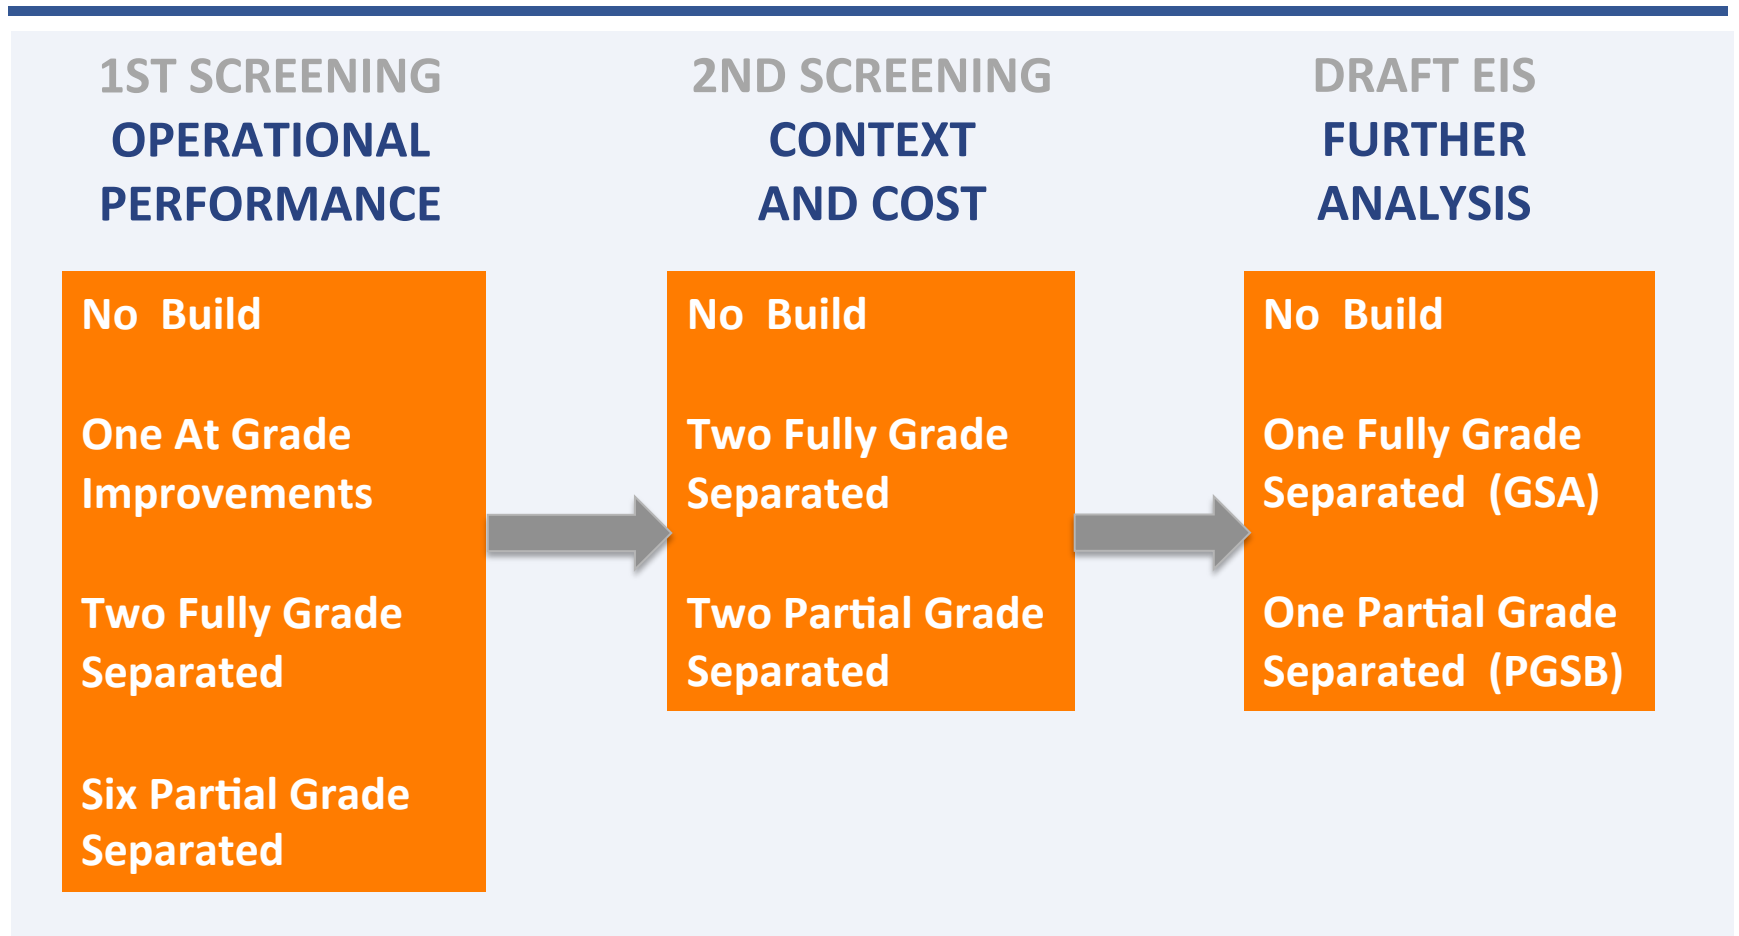 1ST SCREENING
OPERATIONAL
PERFORMANCE
No  Build
One At Grade
Improvements
Two Fully Grade
Separated
Six Partial Grade
Separated
2ND SCREENING
CONTEXT
AND COST
No  Build
Two Fully Grade
Separated
Two Partial Grade
Separated
DRAFT EIS
FURTHER
ANALYSIS
No  Build
One Fully Grade
Separated  (GSA)
One Partial Grade
Separated  (PGSB)